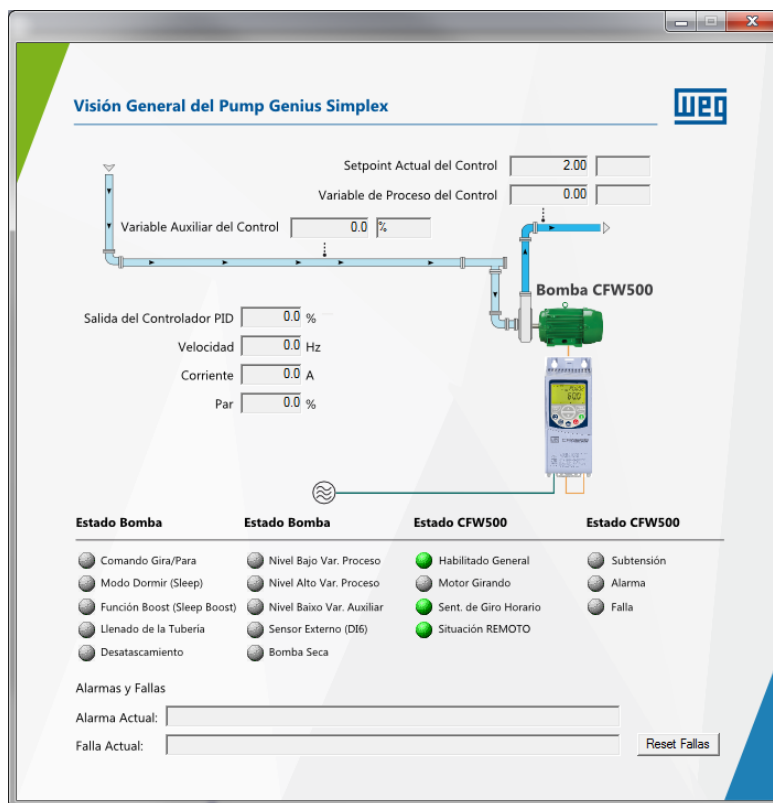 Visión General del Pump Genius Simplex
WEG
Setpoint Actual del Control 2.00
Variable de Proceso del Control 0.00
Variable Auxiliar del Control 0.0 %
Bomba CFW500
Salida del Controlador PID 0.0 %
Velocidad 0.0 Hz
Corriente 0.0 A
Par 0.0 %
Estado Bomba Estado Bomba Estado CFW500 Estado CFW500
Comando Gira/Para Nivel Bajo Var. Proceso Habilitado General Subtensión
Modo Dormir (Sleep) Nivel Alto Var. Proceso Motor Girando Alarma
Función Boost (Sleep Boost) Nivel Baixo Var. Auxiliar Sent. de Giro Horario Falla
Llenado de la Tubería Sensor Externo (DI6) Situación REMOTO
Desatascamiento Bomba Seca
Alarmas y Fallas
Alarma Actual:
Falla Actual: Reset Fallas